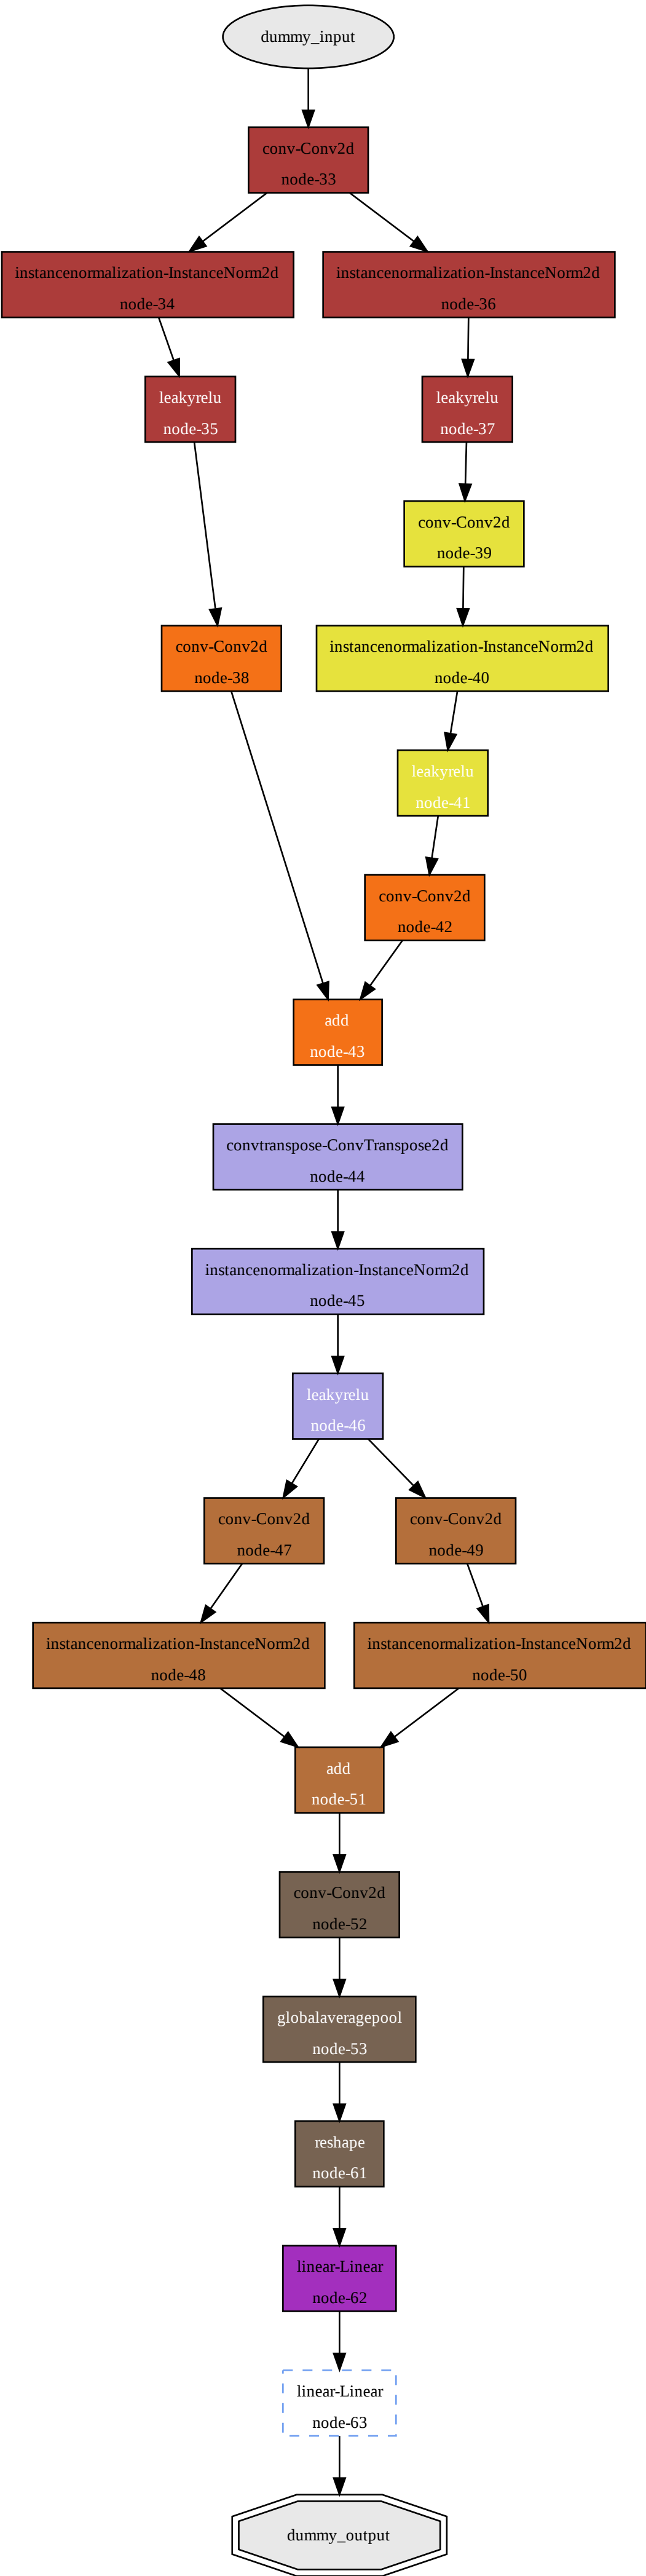 dummy_input
conv-Conv2d
node-33
instancenormalization-InstanceNorm2d
node-34
instancenormalization-InstanceNorm2d
node-36
leakyrelu
node-35
leakyrelu
node-37
conv-Conv2d
node-39
conv-Conv2d
node-38
instancenormalization-InstanceNorm2d
node-40
leakyrelu
node-41
conv-Conv2d
node-42
add
node-43
convtranspose-ConvTranspose2d
node-44
instancenormalization-InstanceNorm2d
node-45
leakyrelu
node-46
conv-Conv2d
node-47
conv-Conv2d
node-49
instancenormalization-InstanceNorm2d
node-48
instancenormalization-InstanceNorm2d
node-50
add
node-51
conv-Conv2d
node-52
globalaveragepool
node-53
reshape
node-61
linear-Linear
node-62
linear-Linear
node-63
dummy_output